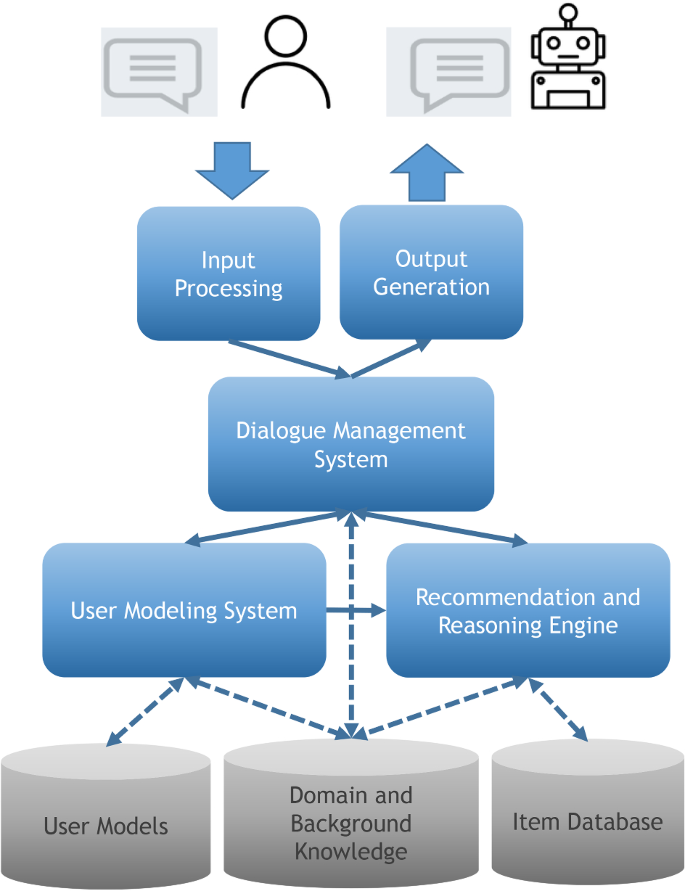 Input
Processing
Output
Generation
Dialogue Management
System
User Modeling System
Recommendation and
Reasoning Engine
User Models
Domain and
Background
Knowledge
Item Database